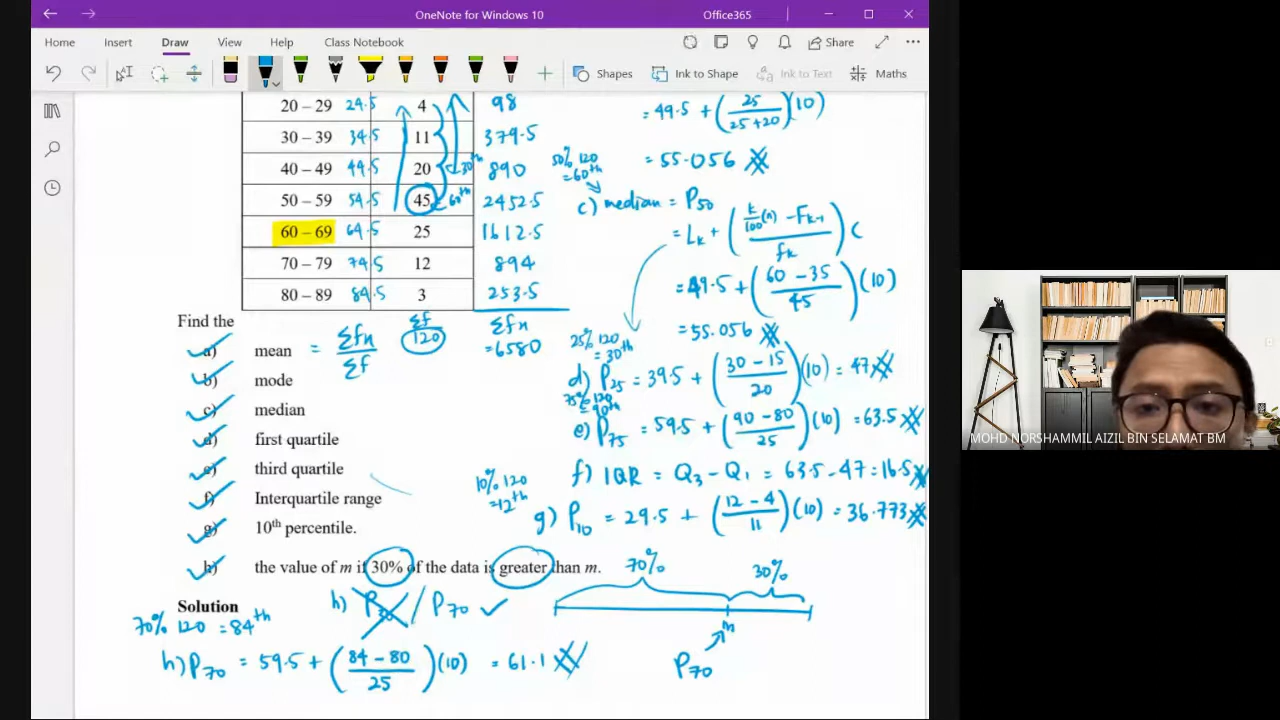 OneNote for Windows 10 Office365
Home Insert Draw View Help Class Notebook Share
Shapes Ink to Shape Ink to Text Maths
20 – 29 24.5 4 98
30 – 39 34.5 11 379.5
40 – 49 44.5 20 30th 890
50 – 59 54.5 45 60th 2452.5
60 – 69 64.5 25 1612.5
70 – 79 74.5 12 894
80 – 89 84.5 3 253.5
Σf 120
Σfx = 6580
Find the
a) mean = Σfx / Σf
b) mode
c) median
d) first quartile
e) third quartile
f) Interquartile range
g) 10th percentile.
h) the value of m if 30% of the data is greater than m.
= 49.5 + (25 / 25+20)(10)
= 55.056
50% 120
= 60th
c) median = P50
= Lk + (k/100 (n) – Fk-1 / fk) C
= 49.5 + (60 – 35 / 45)(10)
= 55.056
25% 120
= 30th
d) P25 = 39.5 + (30 – 15 / 20)(10) = 47
75% 120
= 90th
e) P75 = 59.5 + (90 – 80 / 25)(10) = 63.5
f) IQR = Q3 – Q1 = 63.5 – 47 = 16.5
10% 120
= 12th
g) P10 = 29.5 + (12 – 4 / 11)(10) = 36.773
Solution
h) P30 / P70
70% 120 = 84th
h) P70 = 59.5 + (84 – 80 / 25)(10) = 61.1
70% 30%
m
P70
MOHD NORSHAMMIL AIZIL BIN SELAMAT BM